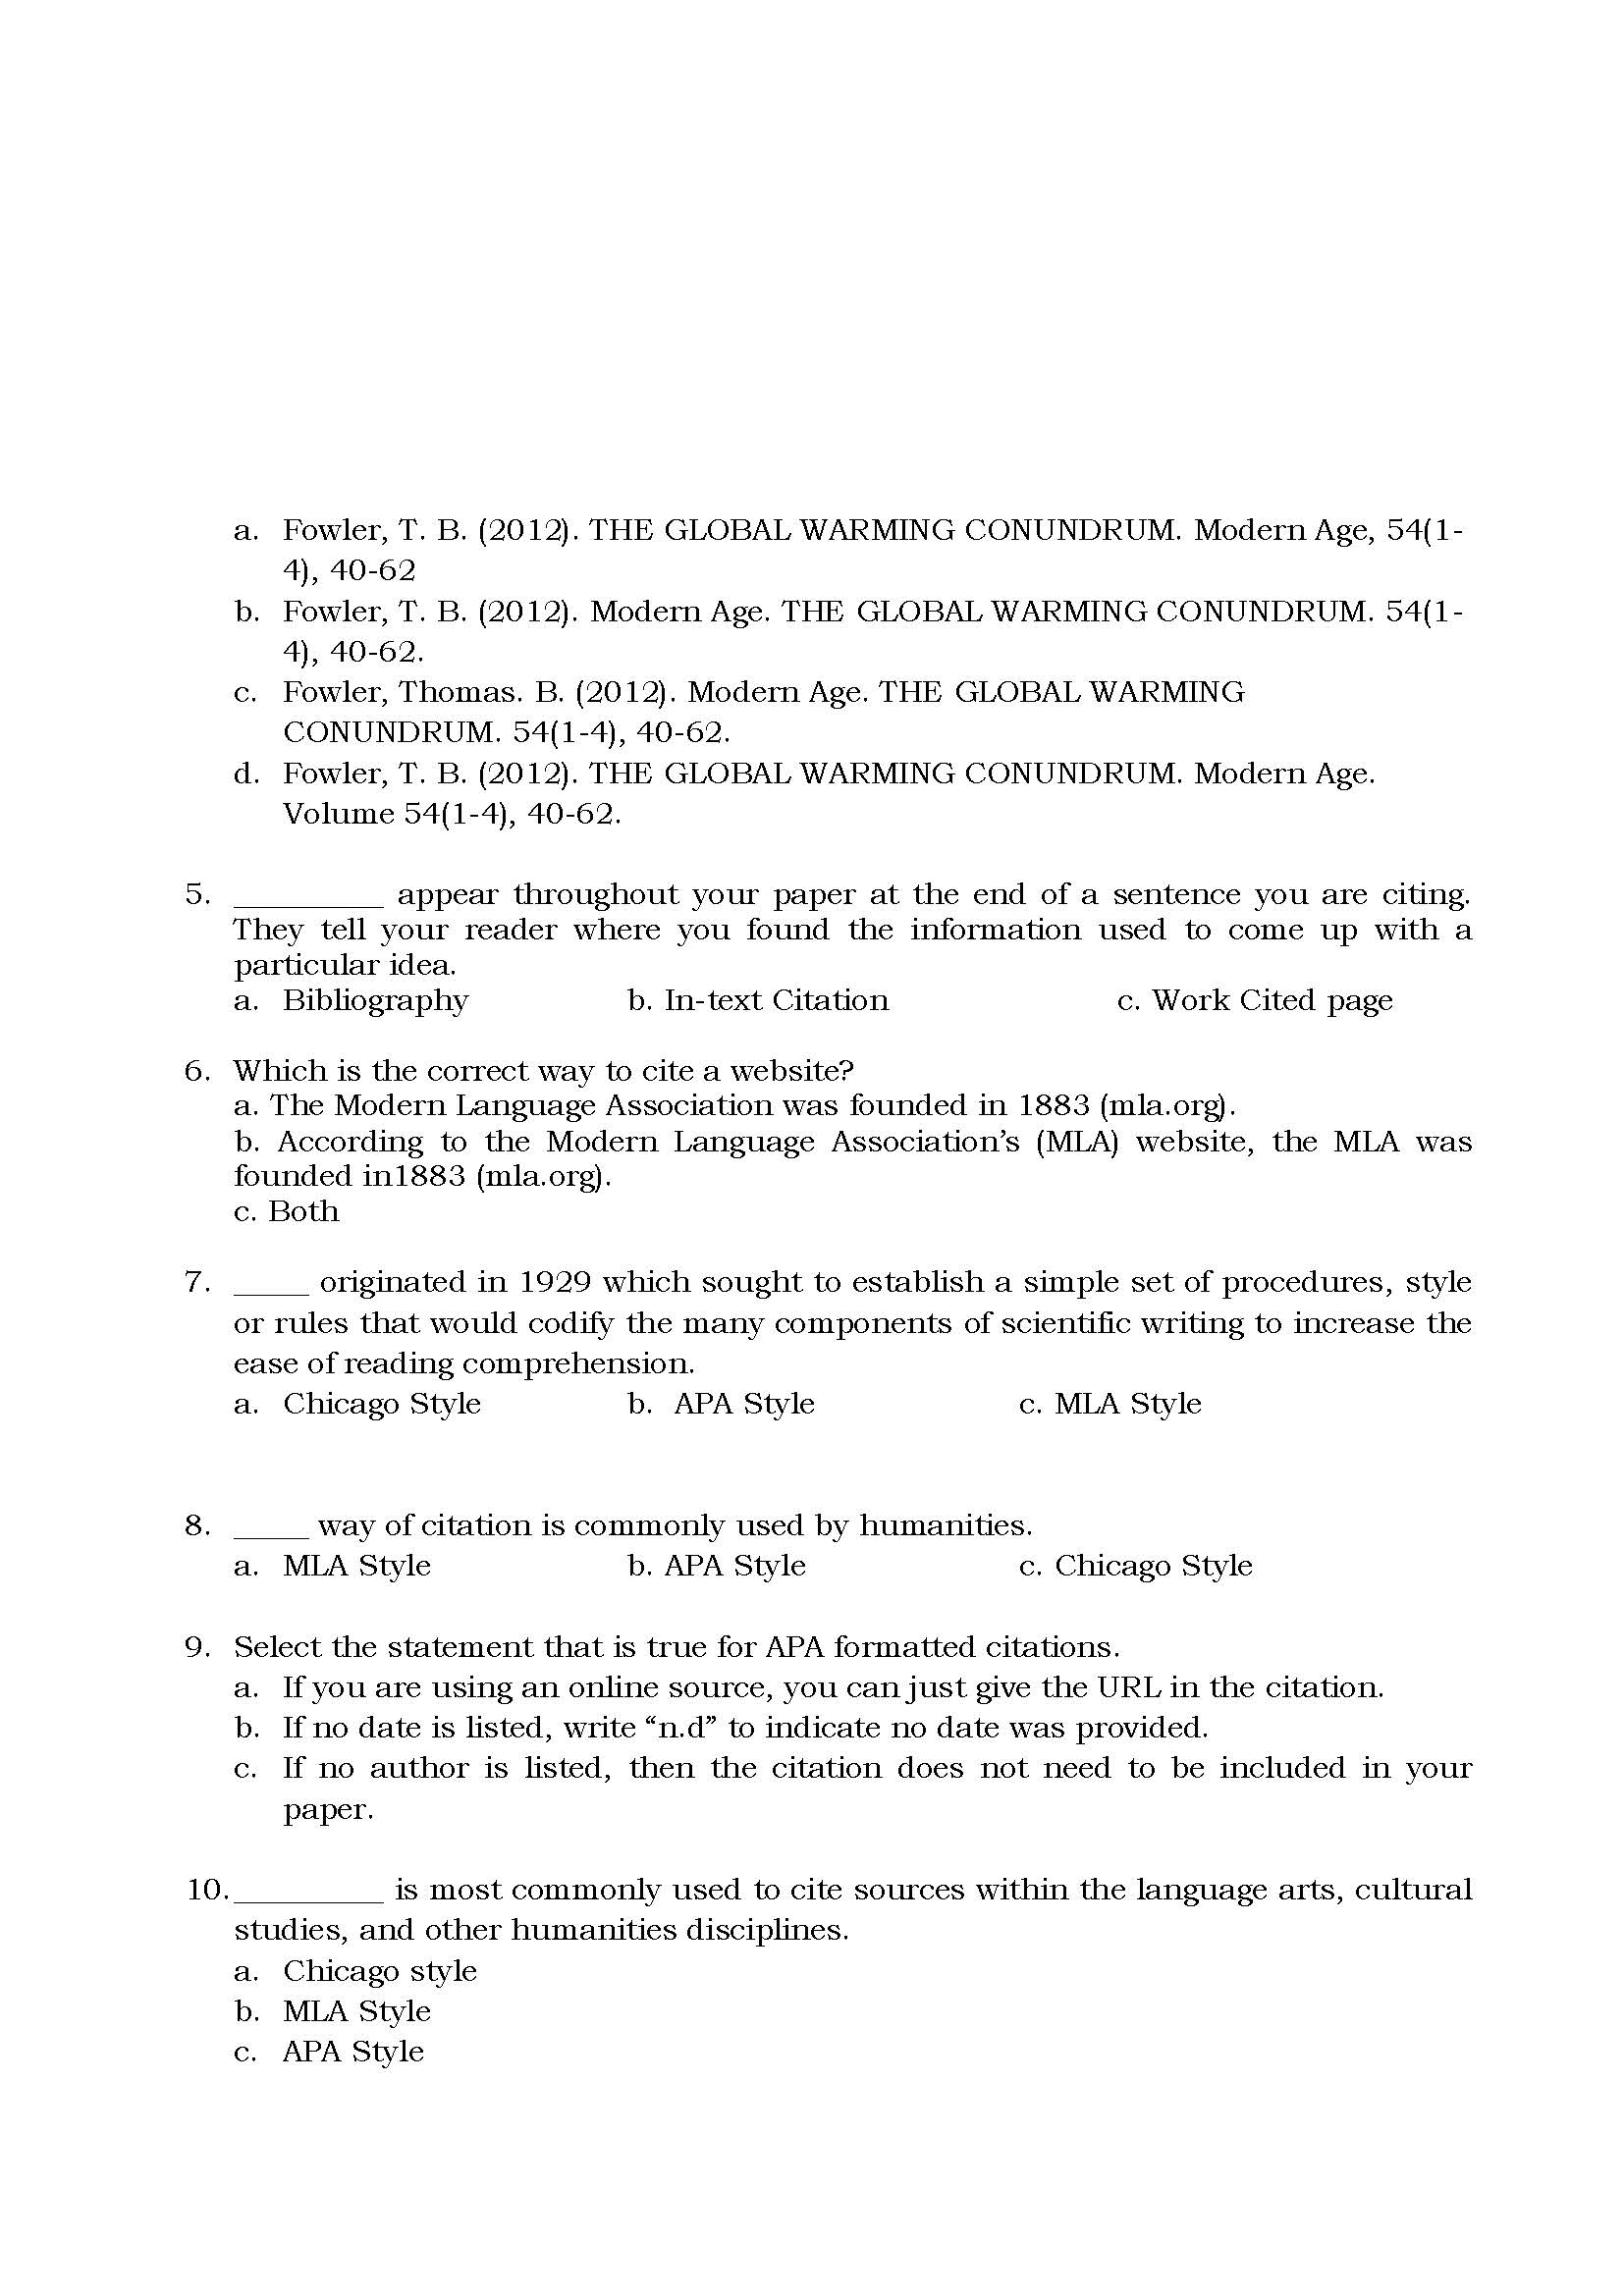 a. Fowler, T. B. (2012). THE GLOBAL WARMING CONUNDRUM. Modern Age, 54(1-
4), 40-62
b. Fowler, T. B. (2012). Modern Age. THE GLOBAL WARMING CONUNDRUM. 54(1-
4), 40-62.
c. Fowler, Thomas. B. (2012). Modern Age. THE GLOBAL WARMING
CONUNDRUM. 54(1-4), 40-62.
d. Fowler, T. B. (2012). THE GLOBAL WARMING CONUNDRUM. Modern Age.
Volume 54(1-4), 40-62.
5. __________ appear throughout your paper at the end of a sentence you are citing.
They tell your reader where you found the information used to come up with a
particular idea.
a. Bibliography b. In-text Citation c. Work Cited page
6. Which is the correct way to cite a website?
a. The Modern Language Association was founded in 1883 (mla.org).
b. According to the Modern Language Association’s (MLA) website, the MLA was
founded in1883 (mla.org).
c. Both
7. _____ originated in 1929 which sought to establish a simple set of procedures, style
or rules that would codify the many components of scientific writing to increase the
ease of reading comprehension.
a. Chicago Style b. APA Style c. MLA Style
8. _____ way of citation is commonly used by humanities.
a. MLA Style b. APA Style c. Chicago Style
9. Select the statement that is true for APA formatted citations.
a. If you are using an online source, you can just give the URL in the citation.
b. If no date is listed, write “n.d” to indicate no date was provided.
c. If no author is listed, then the citation does not need to be included in your
paper.
10. __________ is most commonly used to cite sources within the language arts, cultural
studies, and other humanities disciplines.
a. Chicago style
b. MLA Style
c. APA Style